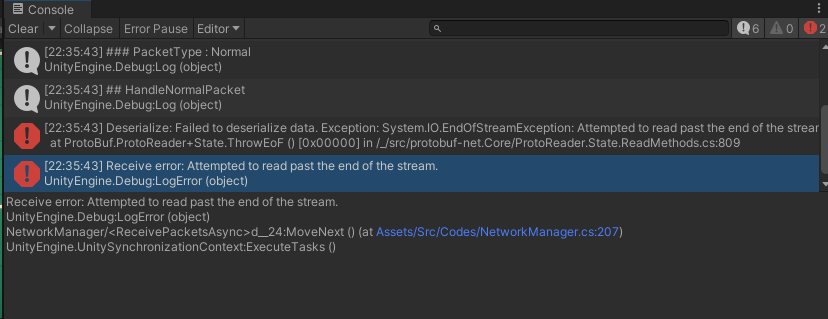 Console
Clear Collapse Error Pause Editor 6 0 2
[22:35:43] ### PacketType : Normal
UnityEngine.Debug:Log (object)
[22:35:43] ## HandleNormalPacket
UnityEngine.Debug:Log (object)
[22:35:43] Deserialize: Failed to deserialize data. Exception: System.IO.EndOfStreamException: Attempted to read past the end of the
at ProtoBuf.ProtoReader+State.ThrowEoF () [0x00000] in /_/src/protobuf-net.Core/ProtoReader.State.ReadMethods.cs:809
[22:35:43] Receive error: Attempted to read past the end of the stream.
UnityEngine.Debug:LogError (object)
Receive error: Attempted to read past the end of the stream.
UnityEngine.Debug:LogError (object)
NetworkManager/<ReceivePacketsAsync>d__24:MoveNext () (at Assets/Src/Codes/NetworkManager.cs:207)
UnityEngine.UnitySynchronizationContext:ExecuteTasks ()